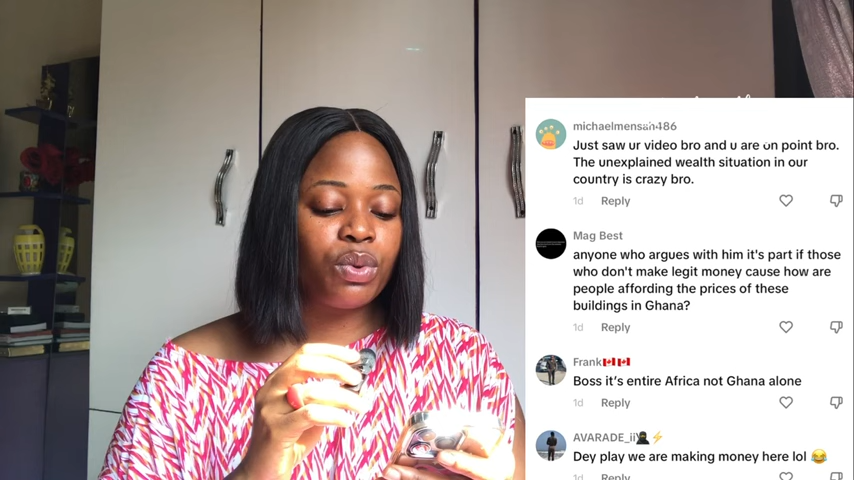 michaelmensah486
Just saw ur video bro and u are on point bro.
The unexplained wealth situation in our
country is crazy bro.
1d Reply
Mag Best
anyone who argues with him it's part if those
who don't make legit money cause how are
people affording the prices of these
buildings in Ghana?
1d Reply
Frank🇨🇦🇨🇦
Boss it's entire Africa not Ghana alone
1d Reply
AVARADE_ii🥷⚡
Dey play we are making money here lol 😂
1d Reply